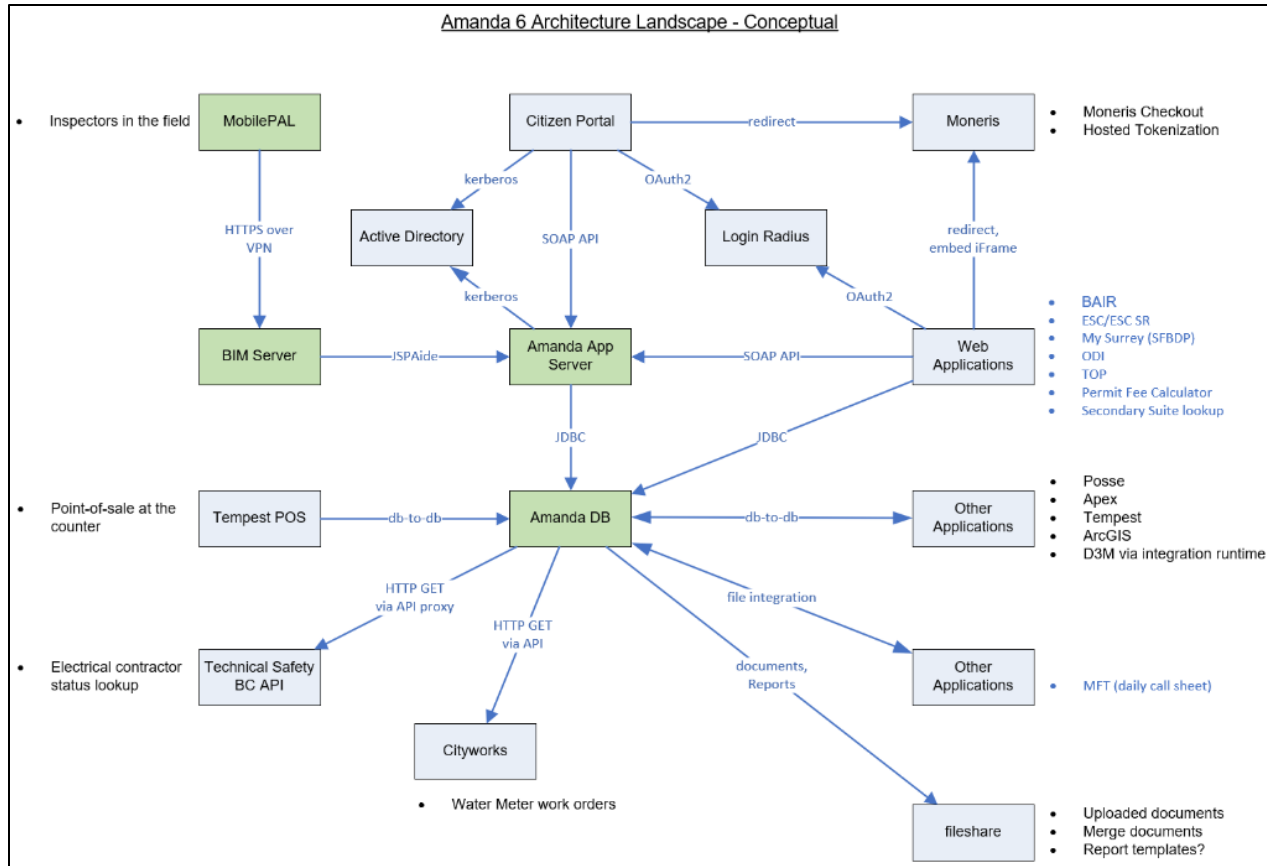 Amanda 6 Architecture Landscape - Conceptual
• Inspectors in the field
MobilePAL
Citizen Portal
redirect
Moneris
• Moneris Checkout
• Hosted Tokenization
kerberos
OAuth2
HTTPS over
VPN
Active Directory
SOAP API
Login Radius
redirect,
embed iFrame
kerberos
OAuth2
BIM Server
JSPAide
Amanda App
Server
SOAP API
Web
Applications
• BAIR
• ESC/ESC SR
• My Surrey (SFBDP)
• ODI
• TOP
• Permit Fee Calculator
• Secondary Suite lookup
JDBC
JDBC
• Point-of-sale at the
counter
Tempest POS
db-to-db
Amanda DB
db-to-db
Other
Applications
• Posse
• Apex
• Tempest
• ArcGIS
• D3M via integration runtime
HTTP GET
via API proxy
HTTP GET
via API
file integration
• Electrical contractor
status lookup
Technical Safety
BC API
documents,
Reports
Other
Applications
• MFT (daily call sheet)
Cityworks
• Water Meter work orders
fileshare
• Uploaded documents
• Merge documents
• Report templates?